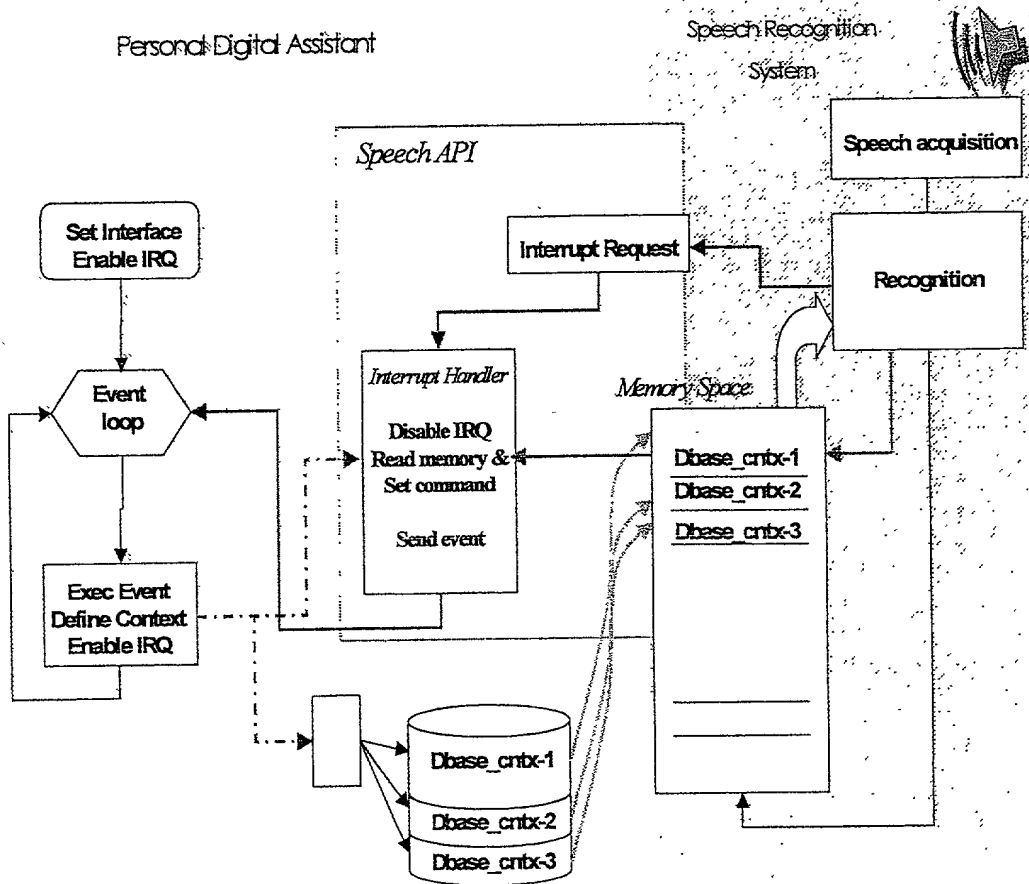 Personal Digital Assistant
Speech Recognition
System
Speech acquisition
Speech API
Set Interface
Enable IRQ
Interrupt Request
Recognition
Interrupt Handler
Disable IRQ
Read memory &
Set command
Send event
Event
loop
Memory Space
Dbase_cntx-1
Dbase_cntx-2
Dbase_cntx-3
Exec Event
Define Context
Enable IRQ
Dbase_cntx-1
Dbase_cntx-2
Dbase_cntx-3